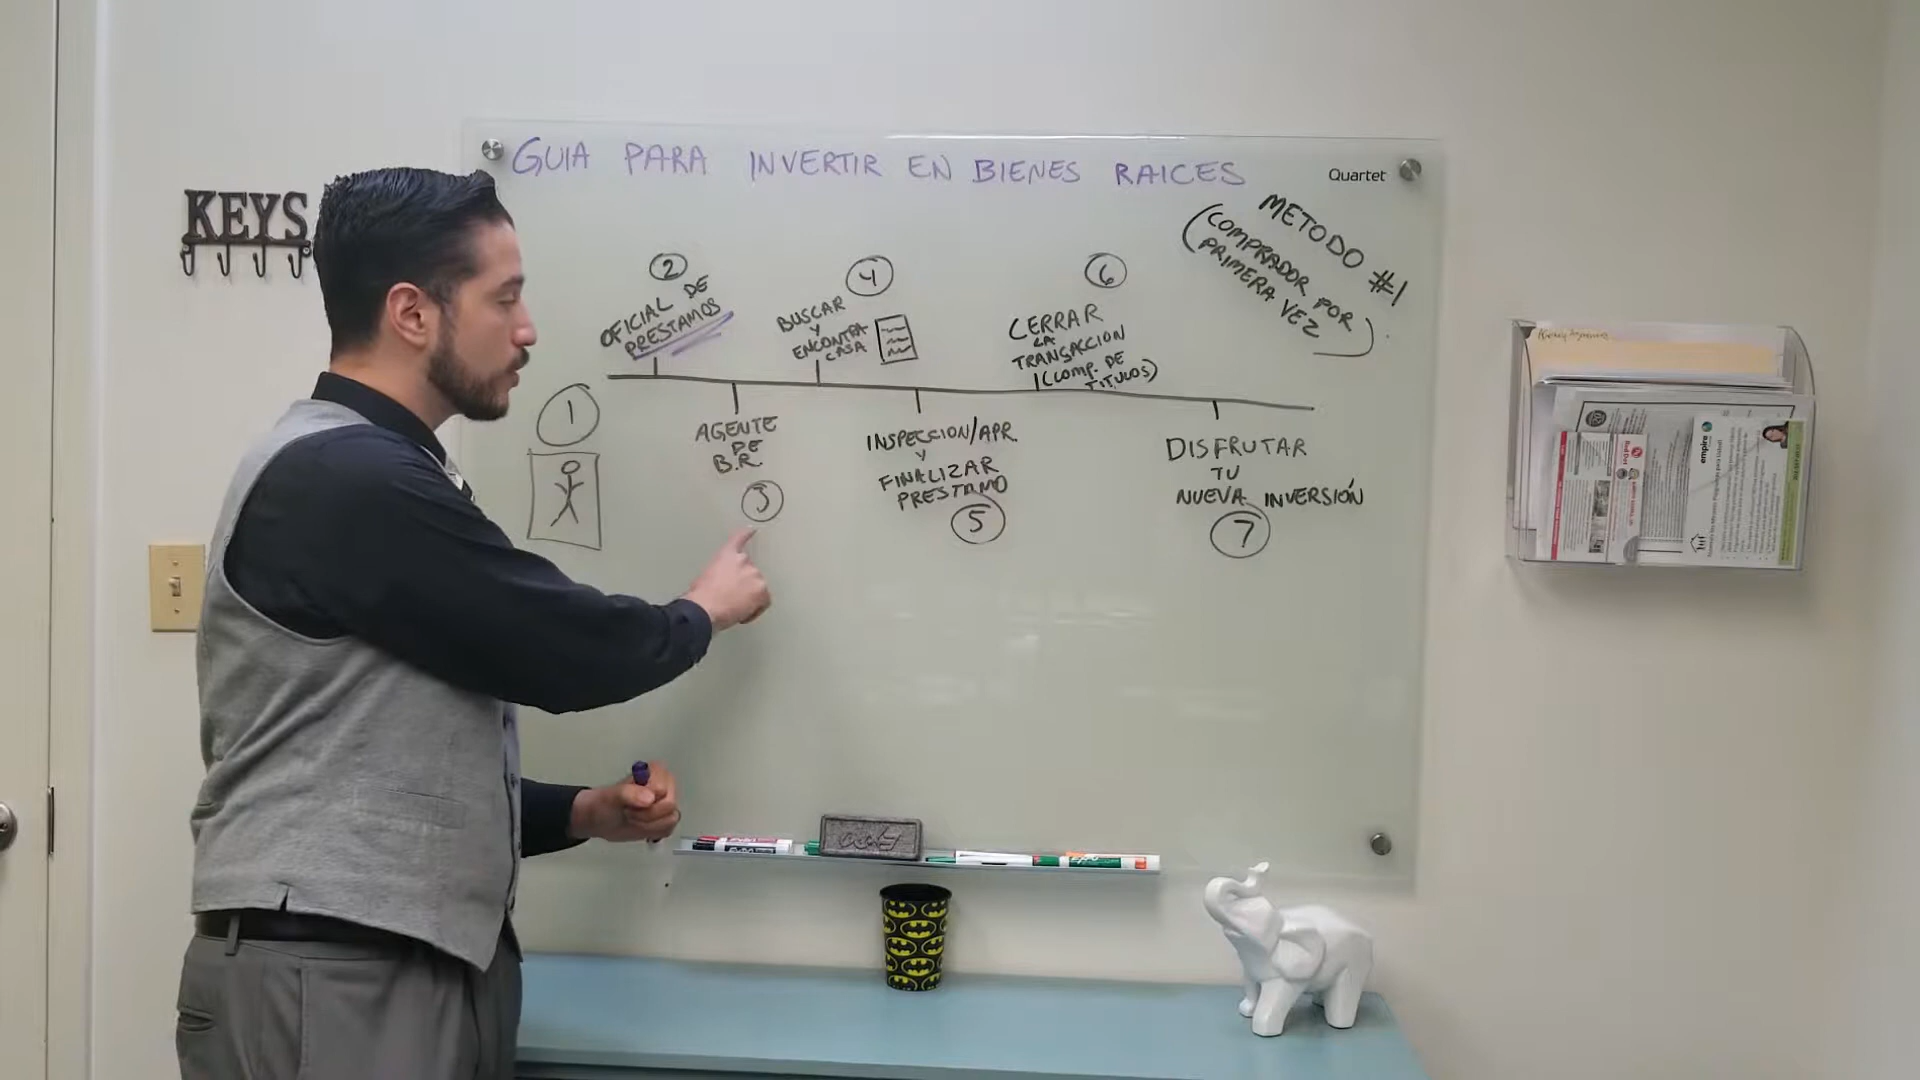 GUIA PARA INVERTIR EN BIENES RAICES
Quartet
METODO #1
(COMPRADOR POR
PRIMERA VEZ)
KEYS
1
2
OFICIAL DE
PRESTAMOS
AGENTE
DE
B.R.
3
4
BUSCAR
Y
ENCONTRA
CASA
INSPECCION/APR.
Y
FINALIZAR
PRESTAMO
5
6
CERRAR
LA
TRANSACCION
(COMP. DE
TITULOS)
DISFRUTAR
TU
NUEVA INVERSIÓN
7
empire